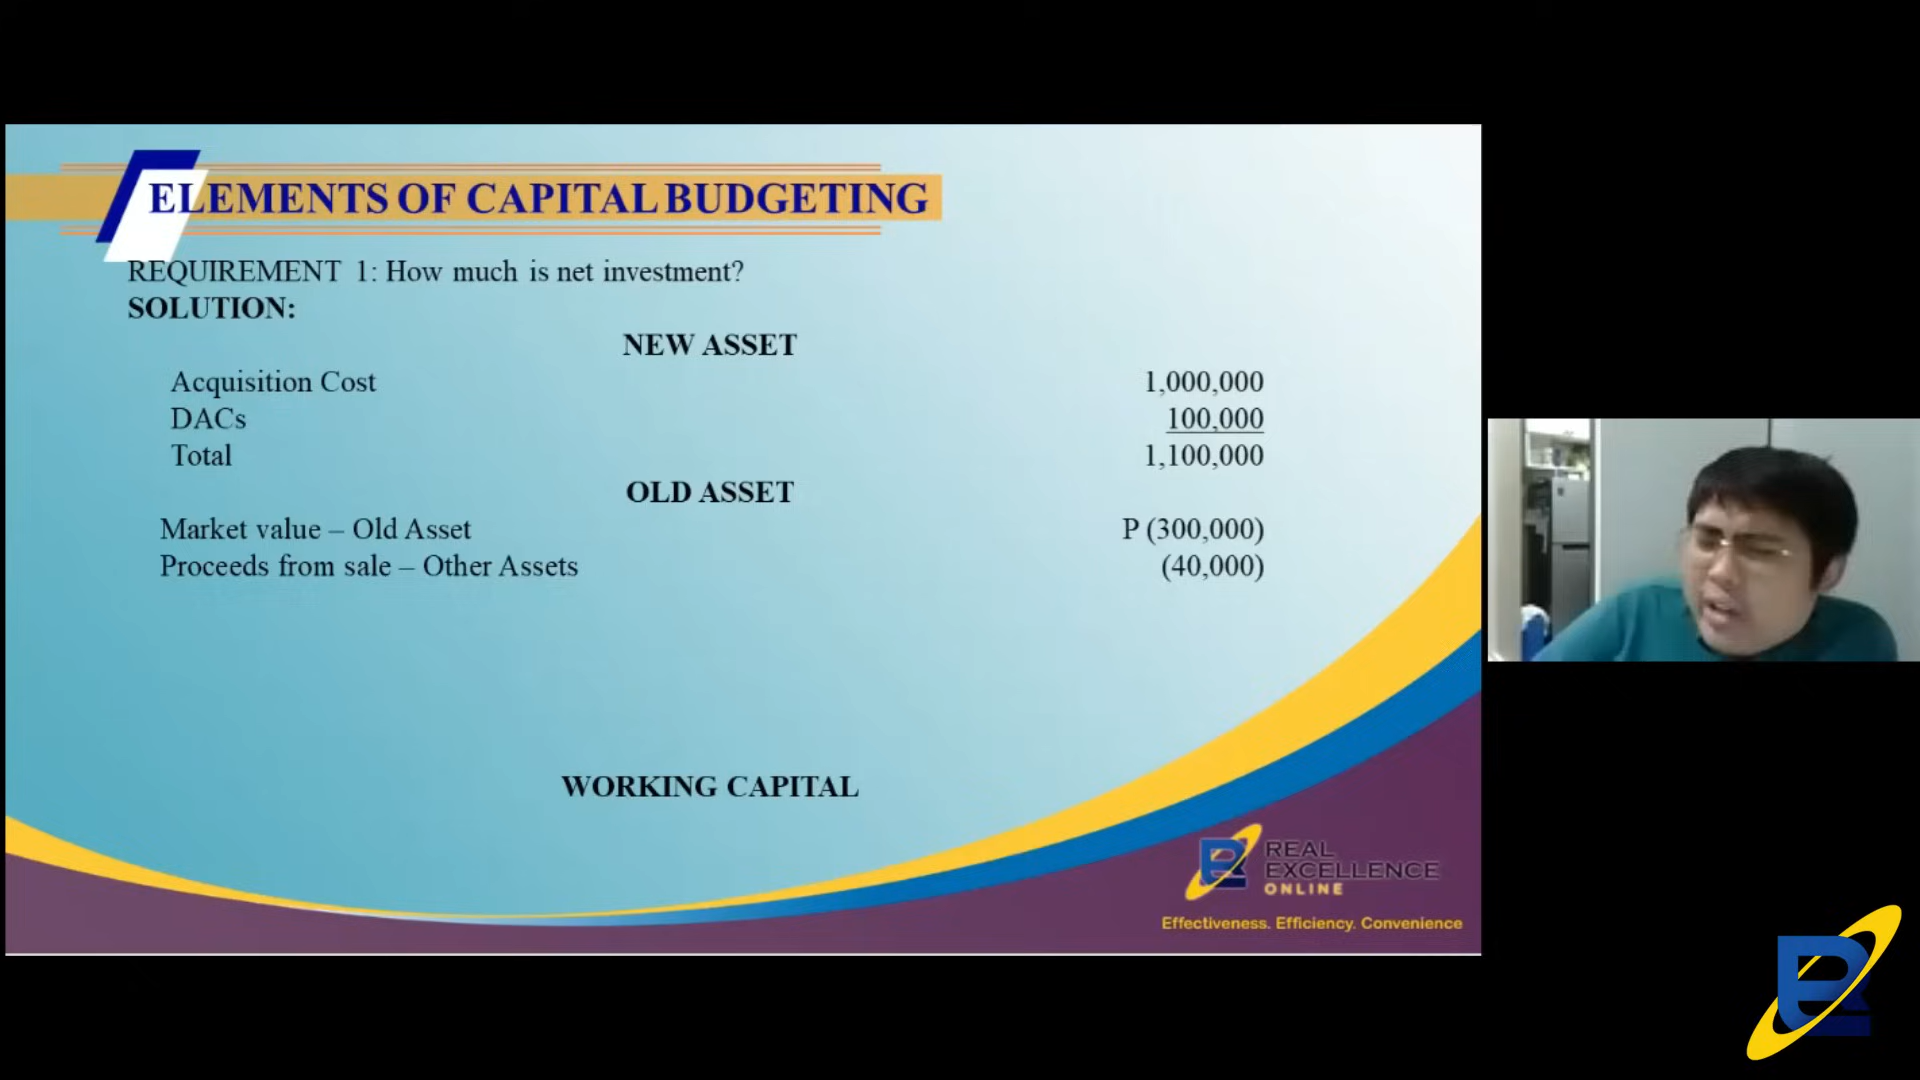 ELEMENTS OF CAPITAL BUDGETING
REQUIREMENT 1: How much is net investment?
SOLUTION:
NEW ASSET
Acquisition Cost 1,000,000
DACs 100,000
Total 1,100,000
OLD ASSET
Market value – Old Asset P (300,000)
Proceeds from sale – Other Assets (40,000)
WORKING CAPITAL
REAL
EXCELLENCE
ONLINE
Effectiveness. Efficiency. Convenience